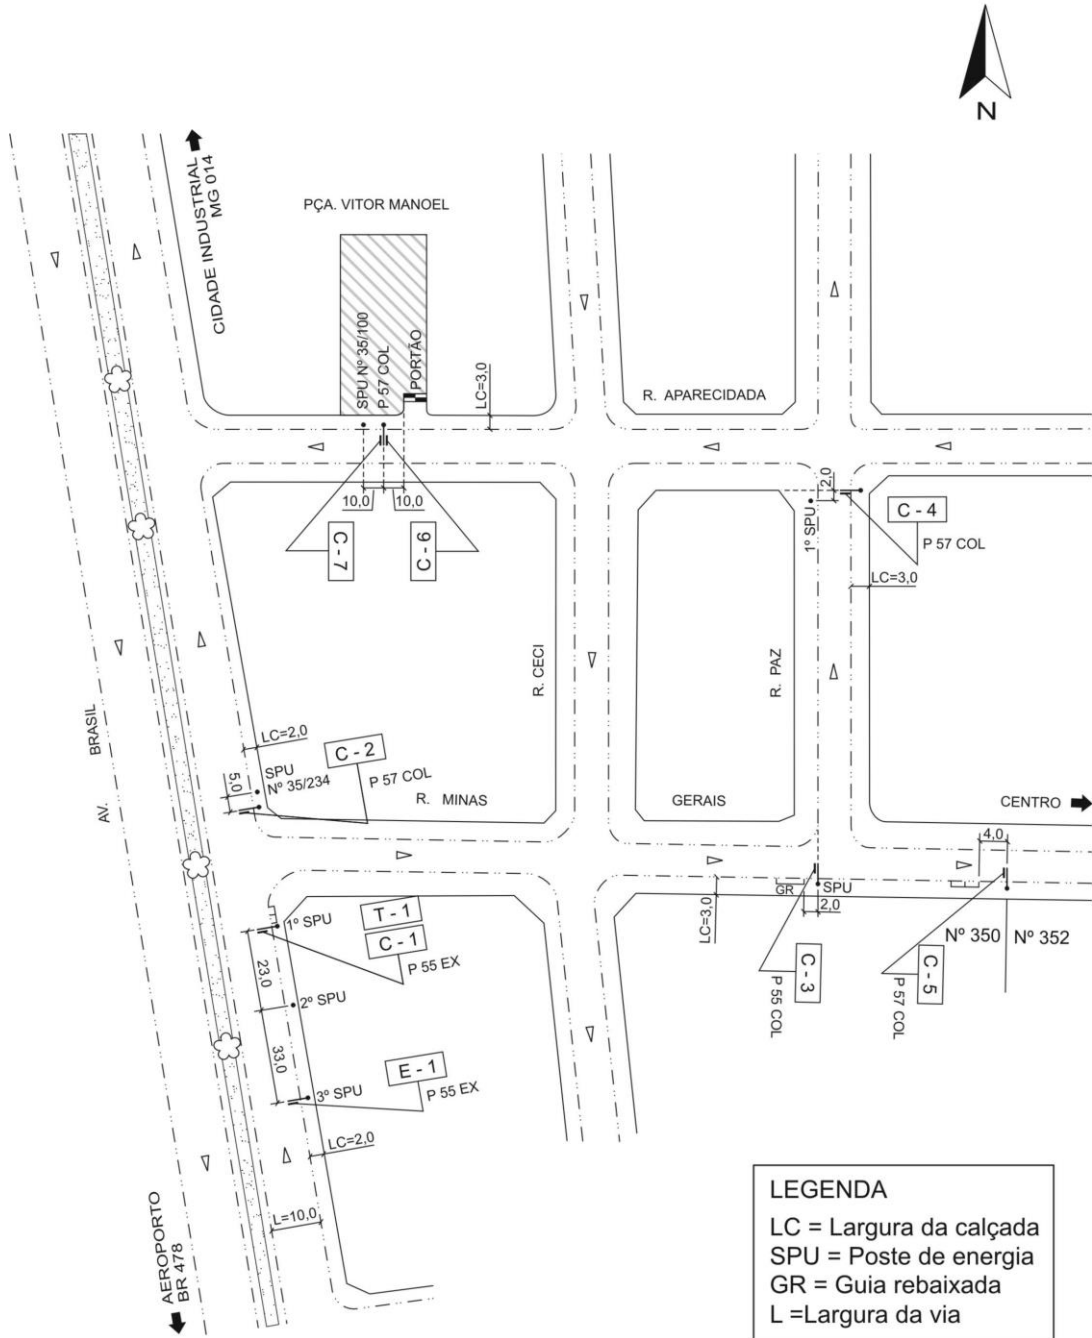 N
CIDADE INDUSTRIAL
MG 014
PÇA. VITOR MANOEL
SPU Nº 35/100
P 57 COL
PORTÃO
LC=3,0
R. APARECIDADA
10,0
10,0
C - 7
C - 6
2,0
1º SPU
C - 4
P 57 COL
LC=3,0
R. CECI
R. PAZ
AV. BRASIL
LC=2,0
SPU
Nº 35/234
5,0
C - 2
P 57 COL
R. MINAS GERAIS
CENTRO
4,0
GR
SPU
2,0
LC=3,0
Nº 350
Nº 352
C - 3
P 55 COL
C - 5
P 57 COL
1º SPU
T - 1
C - 1
P 55 EX
23,0
2º SPU
33,0
E - 1
P 55 EX
3º SPU
LC=2,0
L=10,0
AEROPORTO
BR 478
LEGENDA
LC = Largura da calçada
SPU = Poste de energia
GR = Guia rebaixada
L =Largura da via